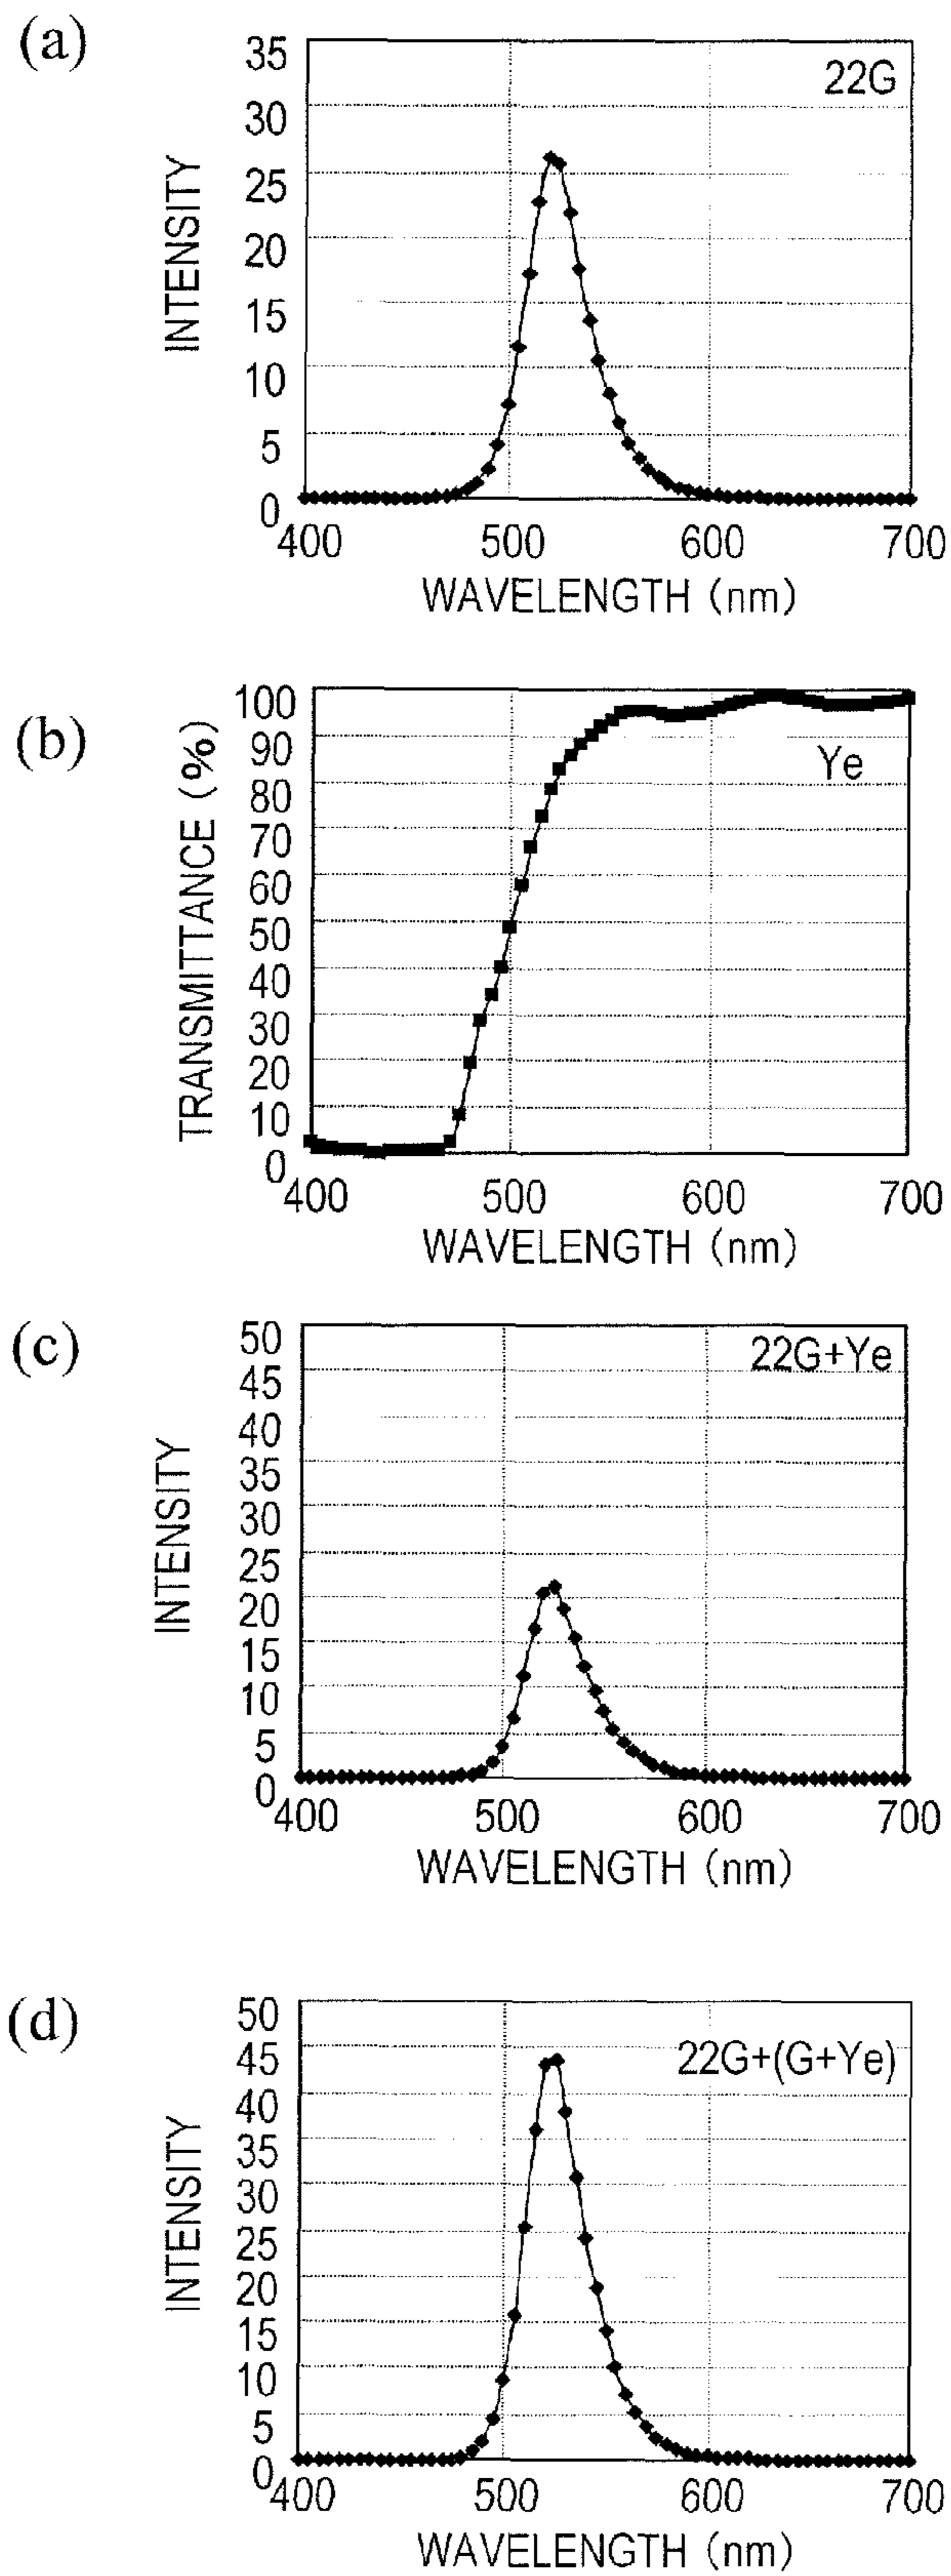 (a)
22G
INTENSITY
35
30
25
20
15
10
5
0
400 500 600 700
WAVELENGTH (nm)
(b)
Ye
TRANSMITTANCE (%)
100
90
80
70
60
50
40
30
20
10
0
400 500 600 700
WAVELENGTH (nm)
(c)
22G+Ye
INTENSITY
50
45
40
35
30
25
20
15
10
5
0
400 500 600 700
WAVELENGTH (nm)
(d)
22G+(G+Ye)
INTENSITY
50
45
40
35
30
25
20
15
10
5
0
400 500 600 700
WAVELENGTH (nm)